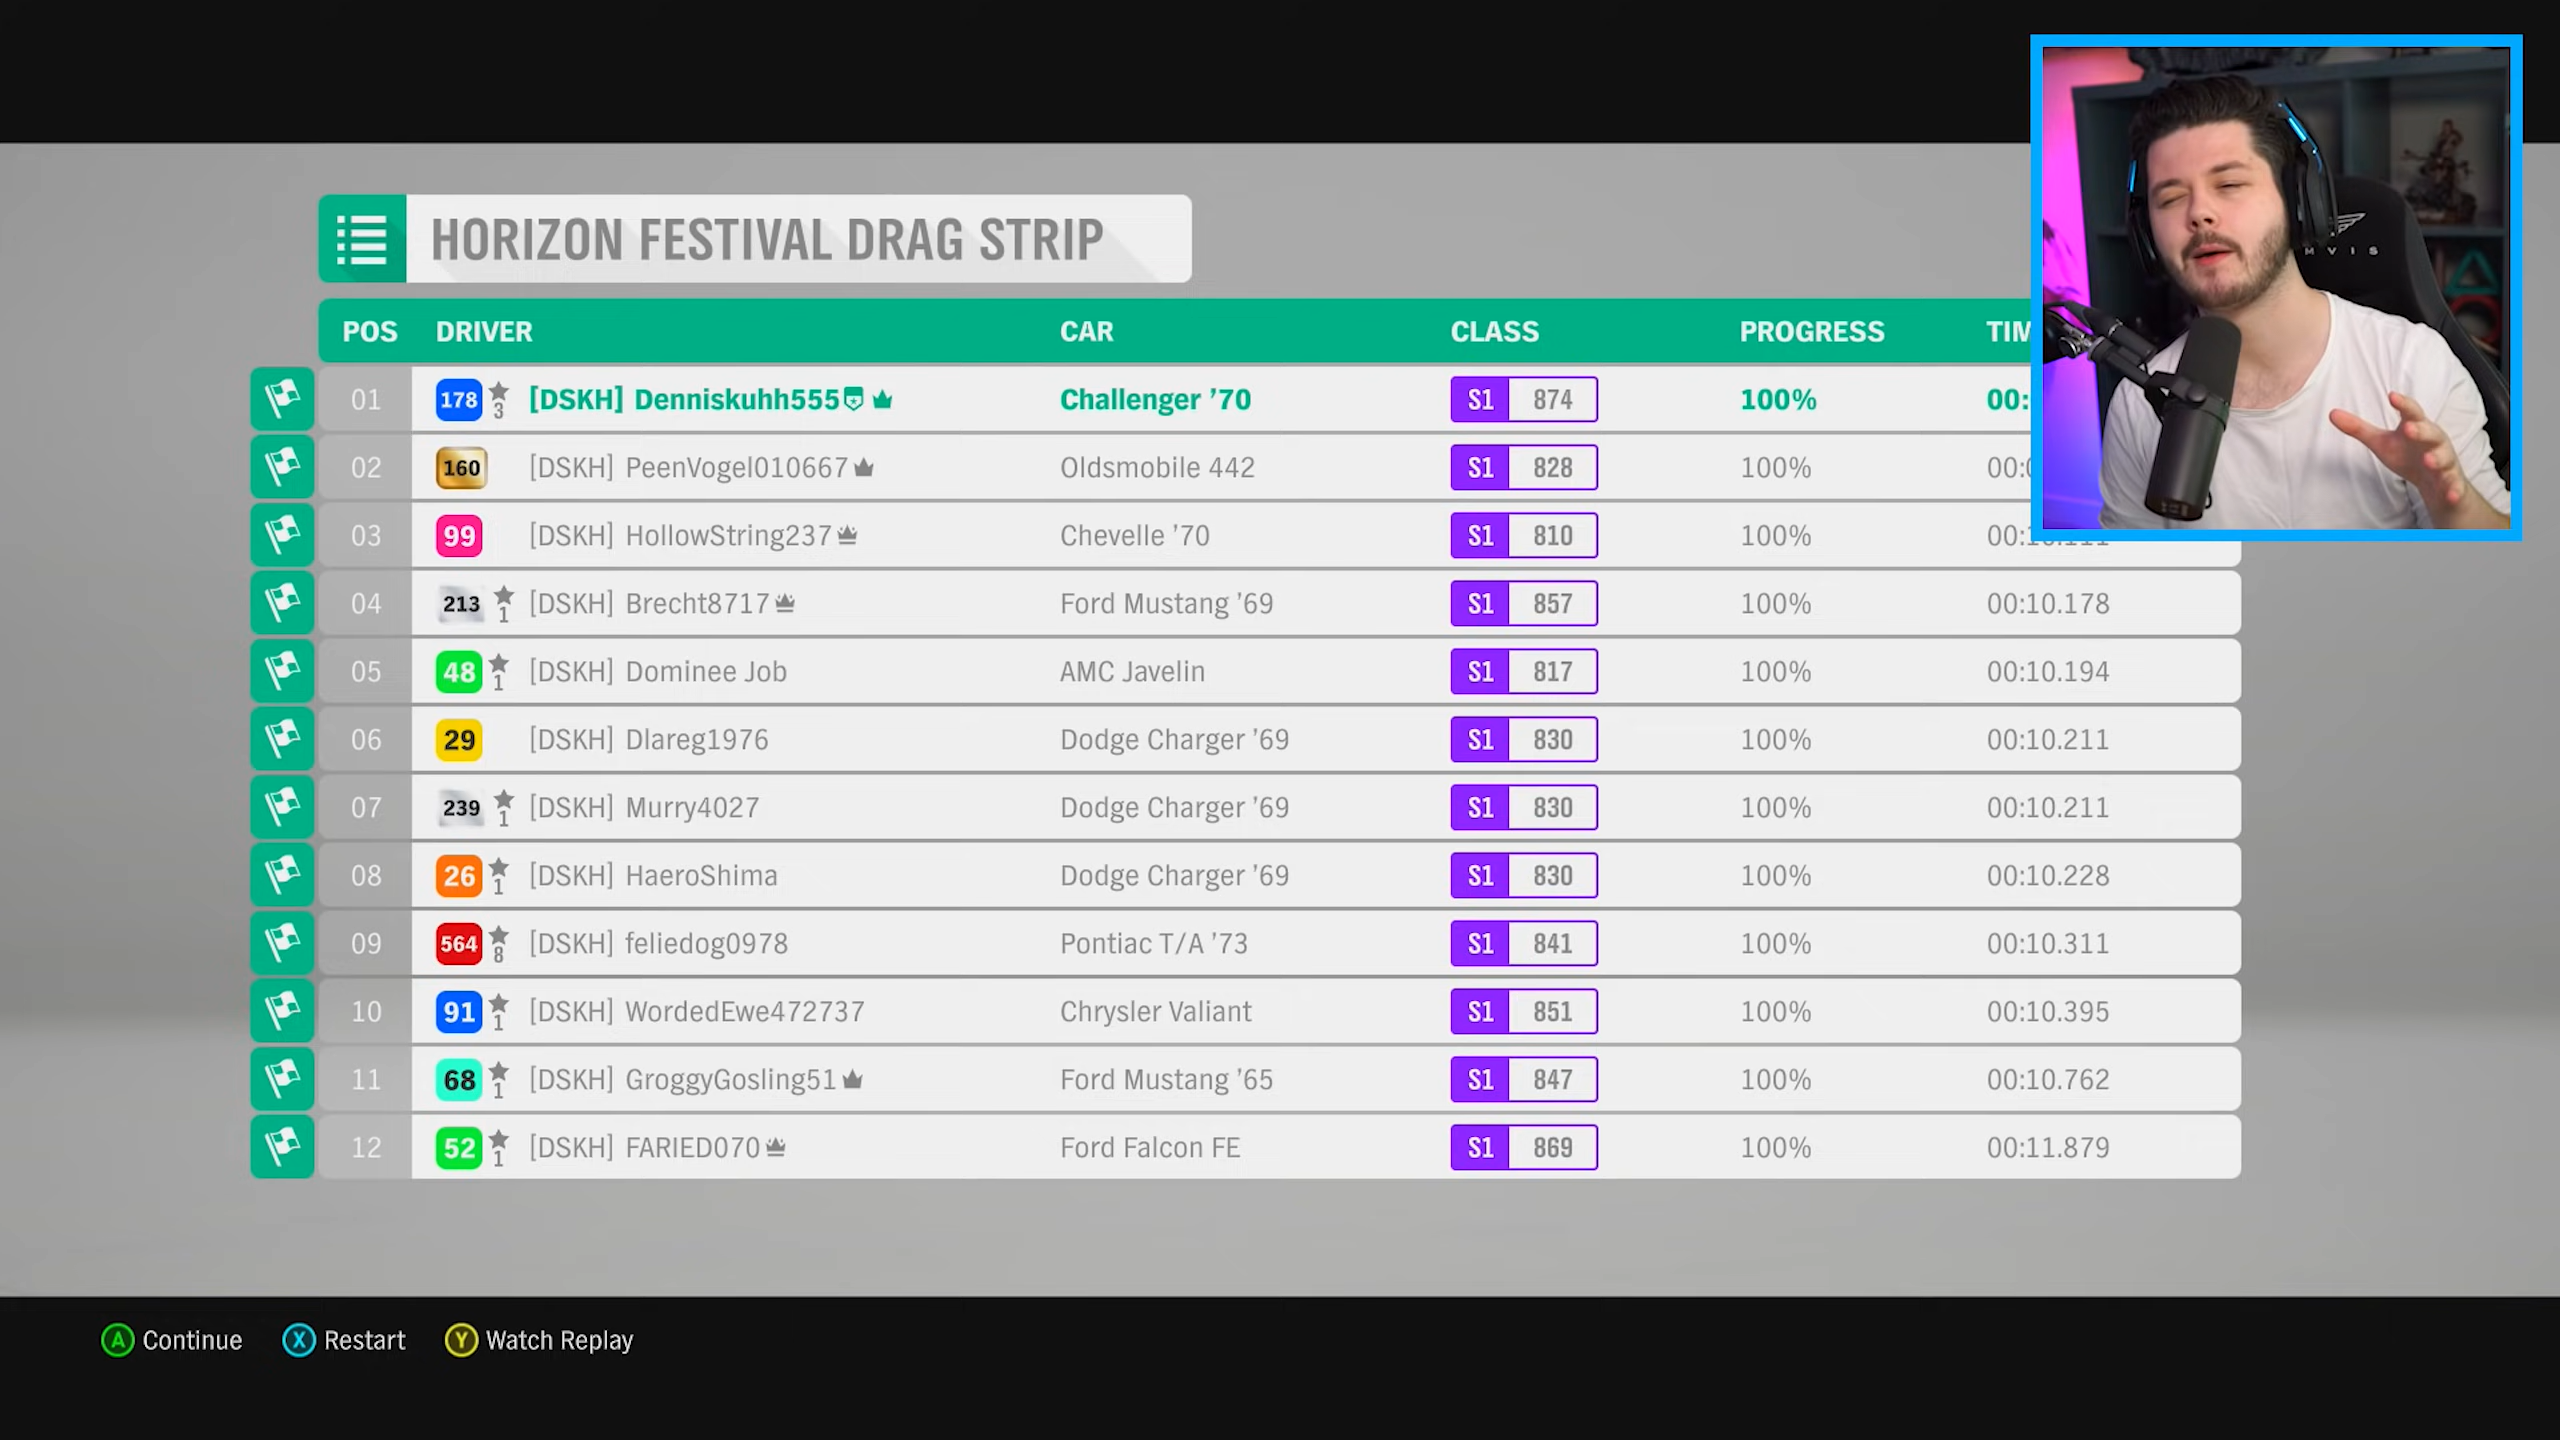 HORIZON FESTIVAL DRAG STRIP
POS DRIVER CAR CLASS PROGRESS
01 178 3 [DSKH] Denniskuhh555 Challenger ’70 S1 874 100%
02 160 [DSKH] PeenVogel010667 Oldsmobile 442 S1 828 100%
03 99 [DSKH] HollowString237 Chevelle ’70 S1 810 100%
04 213 1 [DSKH] Brecht8717 Ford Mustang ’69 S1 857 100% 00:10.178
05 48 1 [DSKH] Dominee Job AMC Javelin S1 817 100% 00:10.194
06 29 [DSKH] Dlareg1976 Dodge Charger ’69 S1 830 100% 00:10.211
07 239 1 [DSKH] Murry4027 Dodge Charger ’69 S1 830 100% 00:10.211
08 26 1 [DSKH] HaeroShima Dodge Charger ’69 S1 830 100% 00:10.228
09 564 8 [DSKH] feliedog0978 Pontiac T/A ’73 S1 841 100% 00:10.311
10 91 1 [DSKH] WordedEwe472737 Chrysler Valiant S1 851 100% 00:10.395
11 68 1 [DSKH] GroggyGosling51 Ford Mustang ’65 S1 847 100% 00:10.762
12 52 1 [DSKH] FARIED070 Ford Falcon FE S1 869 100% 00:11.879
A Continue X Restart Y Watch Replay